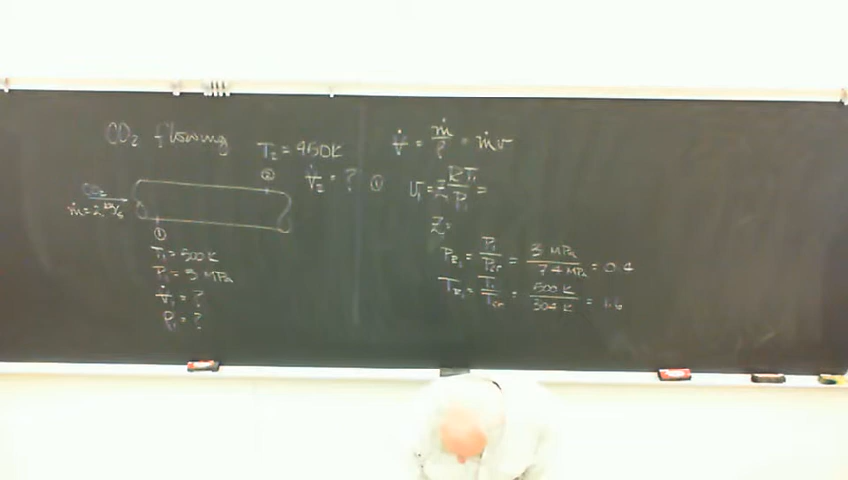 CO₂ flowing
T₂ = 450K
②
V̇₂ = ?
CO₂
ṁ = 2 kg/s
①
T₁ = 500 K
P₁ = 3 MPa
V̇₁ = ?
ρ₁ = ?
V̇ = ṁ/ρ = ṁv
① v₁ = Z RT₁/P₁ =
Z =
P_R₁ = P₁/P_cr = 3 MPa/7.4 MPa = 0.4
T_R₁ = T₁/T_cr = 500 K/304 K = 1.6